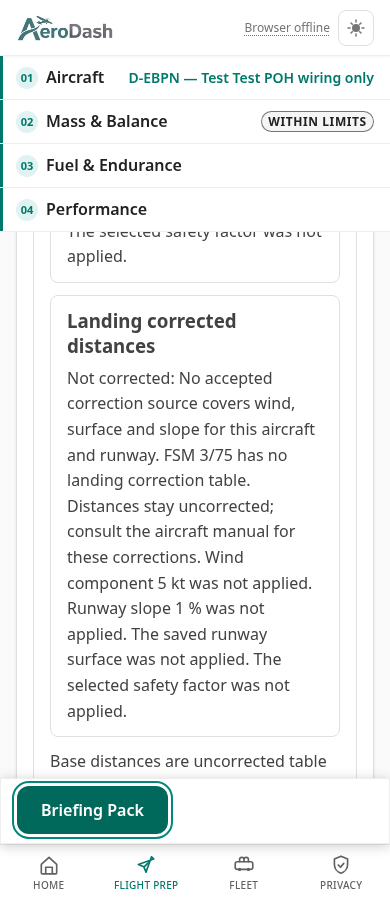 AeroDash
Browser offline
01 Aircraft D-EBPN — Test Test POH wiring only
02 Mass & Balance WITHIN LIMITS
03 Fuel & Endurance
04 Performance
The selected safety factor was not
applied.
Landing corrected
distances
Not corrected: No accepted
correction source covers wind,
surface and slope for this aircraft
and runway. FSM 3/75 has no
landing correction table.
Distances stay uncorrected;
consult the aircraft manual for
these corrections. Wind
component 5 kt was not applied.
Runway slope 1 % was not
applied. The saved runway
surface was not applied. The
selected safety factor was not
applied.
Base distances are uncorrected table
Briefing Pack
HOME FLIGHT PREP FLEET PRIVACY